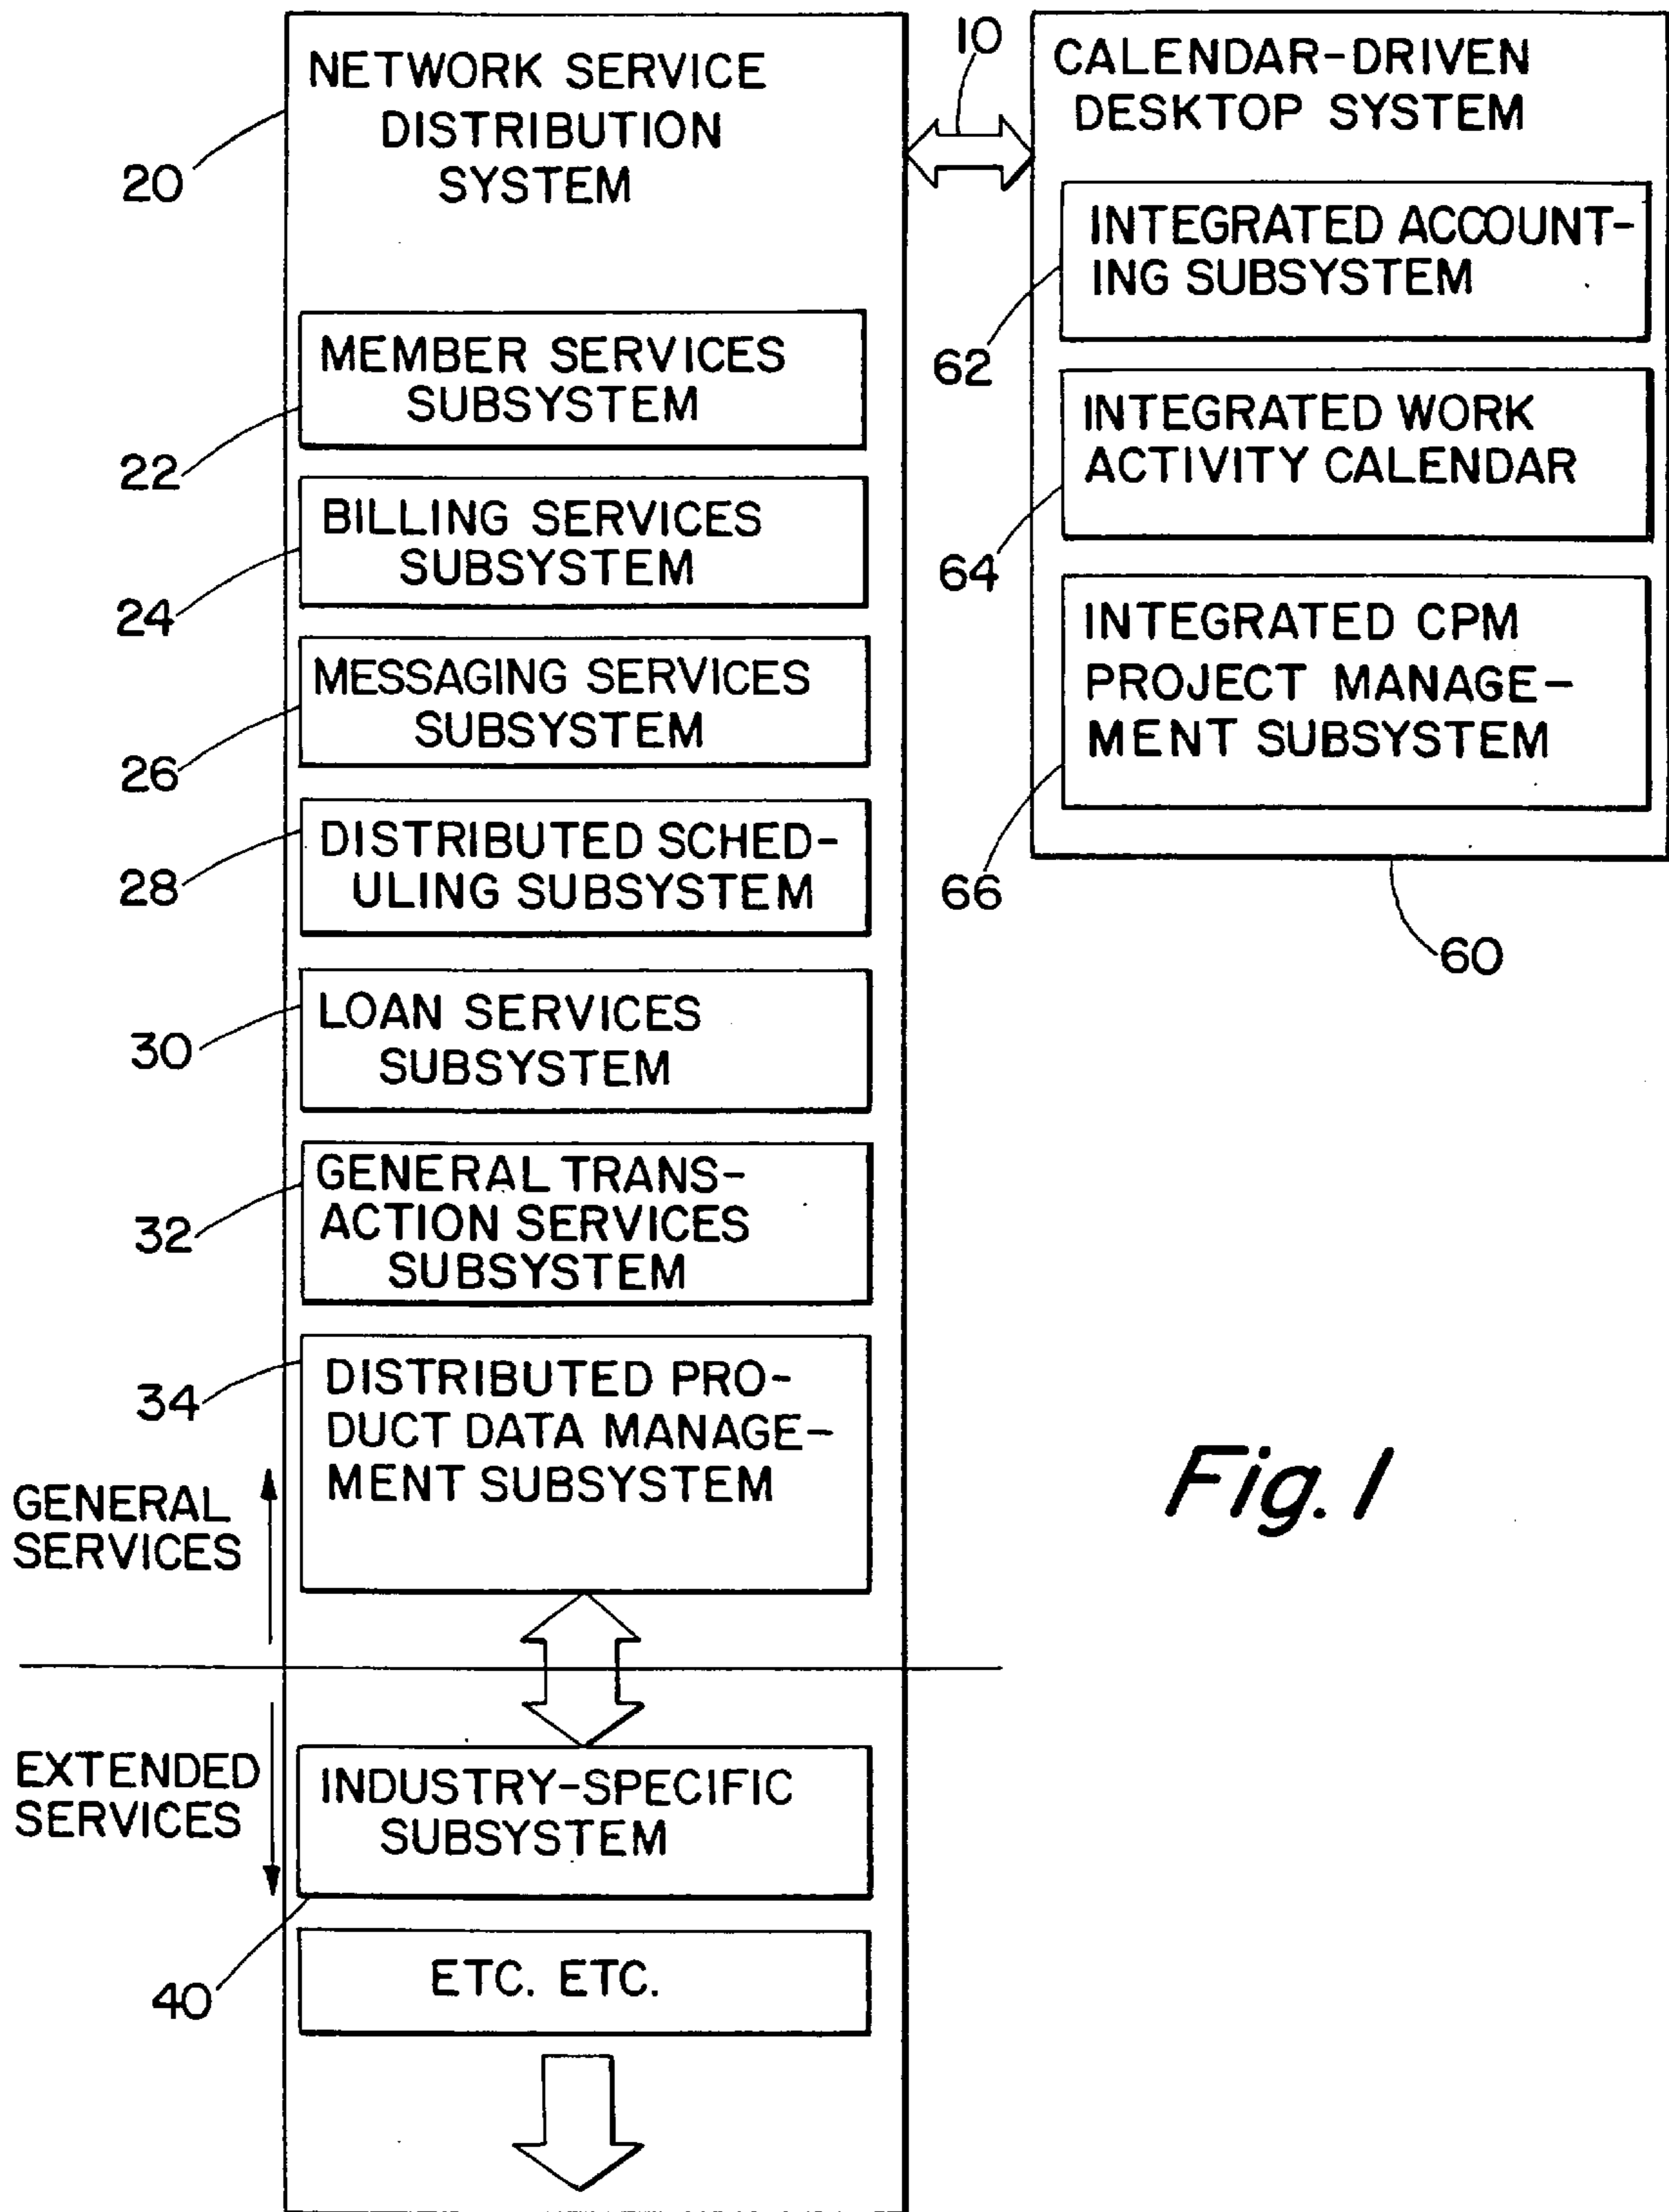 NETWORK SERVICE
DISTRIBUTION
SYSTEM
20
MEMBER SERVICES
SUBSYSTEM
22
BILLING SERVICES
SUBSYSTEM
24
MESSAGING SERVICES
SUBSYSTEM
26
DISTRIBUTED SCHED-
ULING SUBSYSTEM
28
LOAN SERVICES
SUBSYSTEM
30
GENERAL TRANS-
ACTION SERVICES
SUBSYSTEM
32
DISTRIBUTED PRO-
DUCT DATA MANAGE-
MENT SUBSYSTEM
34
GENERAL
SERVICES
EXTENDED
SERVICES
INDUSTRY-SPECIFIC
SUBSYSTEM
40
ETC. ETC.
10
CALENDAR-DRIVEN
DESKTOP SYSTEM
INTEGRATED ACCOUNT-
ING SUBSYSTEM
62
INTEGRATED WORK
ACTIVITY CALENDAR
64
INTEGRATED CPM
PROJECT MANAGE-
MENT SUBSYSTEM
66
60
Fig. 1